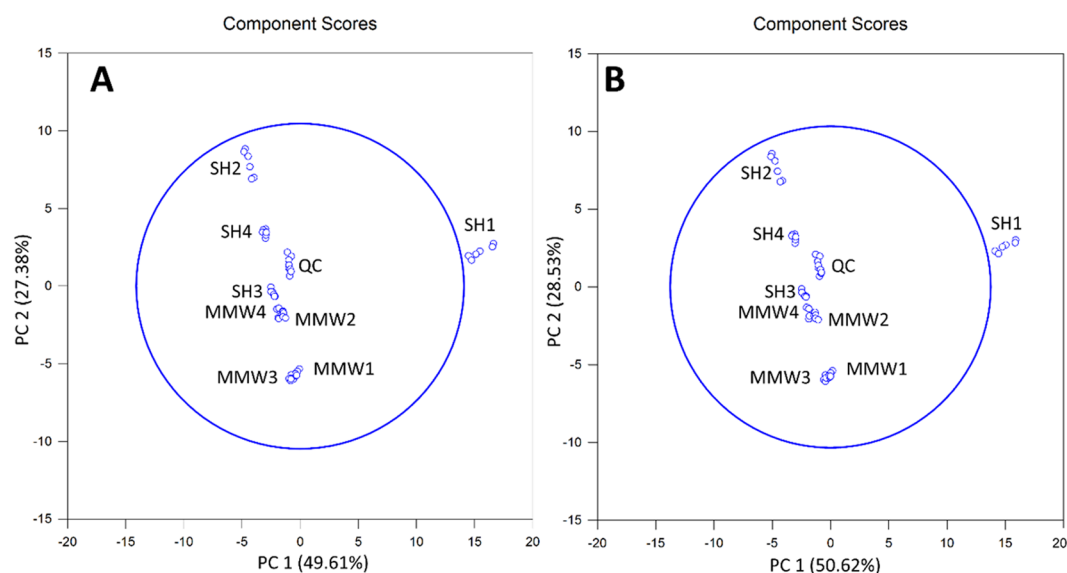 Component Scores
A
15
10
5
0
-5
-10
-15
-20
-15
-10
-5
0
5
10
15
20
PC 2 (27.38%)
PC 1 (49.61%)
SH2
SH4
SH1
QC
SH3
MMW4
MMW2
MMW3
MMW1
Component Scores
B
15
10
5
0
-5
-10
-15
-20
-15
-10
-5
0
5
10
15
20
PC 2 (28.53%)
PC 1 (50.62%)
SH2
SH4
SH1
QC
SH3
MMW4
MMW2
MMW3
MMW1